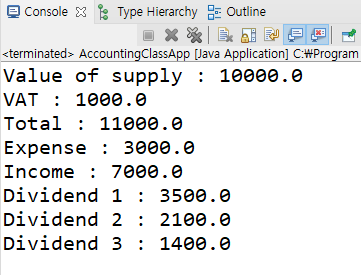 Console Type Hierarchy Outline
<terminated> AccountingClassApp [Java Application] C:₩Program
Value of supply : 10000.0
VAT : 1000.0
Total : 11000.0
Expense : 3000.0
Income : 7000.0
Dividend 1 : 3500.0
Dividend 2 : 2100.0
Dividend 3 : 1400.0